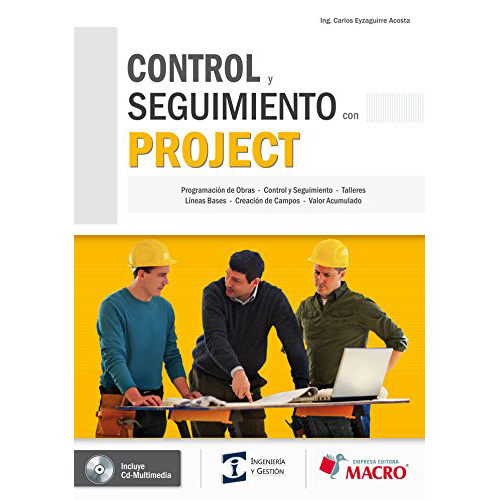 Ing. Carlos Eyzaguirre Acosta
CONTROL y
SEGUIMIENTO con
PROJECT
Programación de Obras - Control y Seguimiento - Talleres
Líneas Bases - Creación de Campos - Valor Acumulado
Incluye
Cd-Multimedia
i
INGENIERÍA
Y GESTIÓN
EMPRESA EDITORA
MACRO®